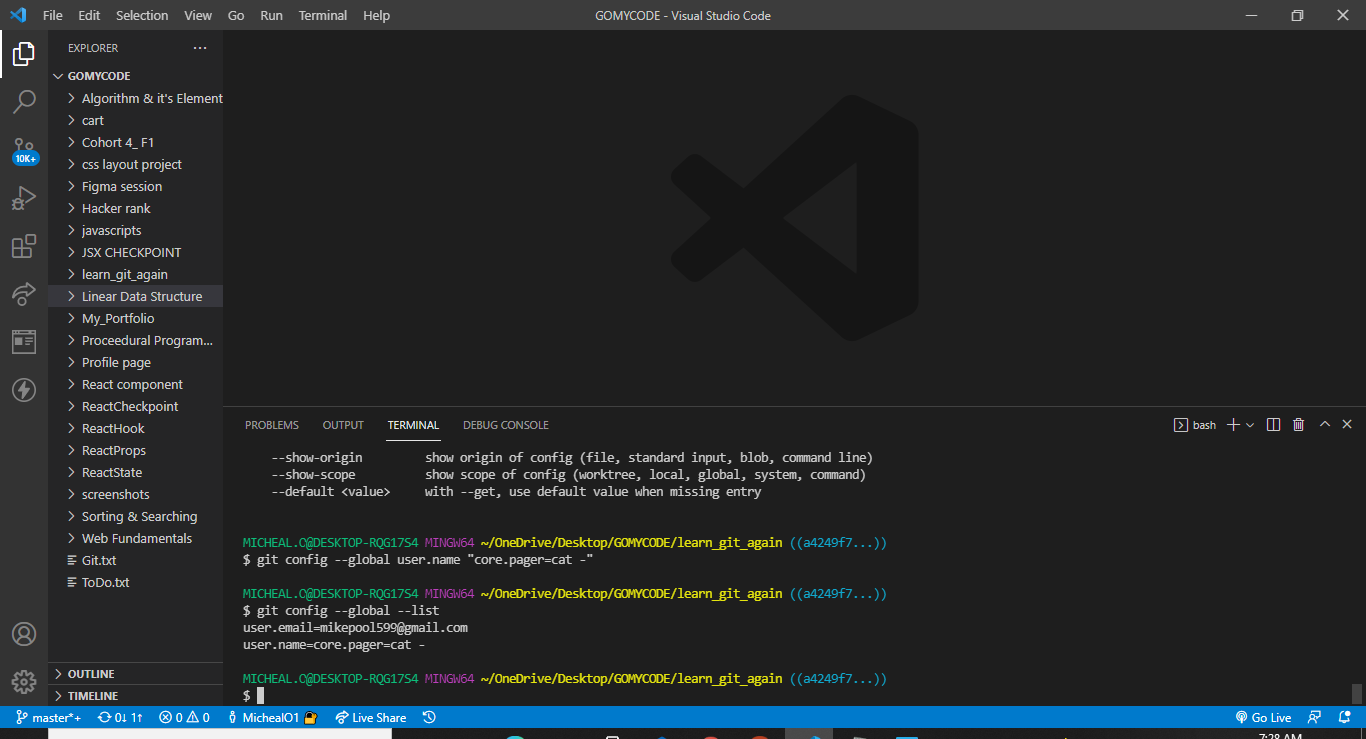 File Edit Selection View Go Run Terminal Help GOMYCODE - Visual Studio Code
EXPLORER
GOMYCODE
Algorithm & it's Element
cart
Cohort 4_ F1
css layout project
Figma session
Hacker rank
javascripts
JSX CHECKPOINT
learn_git_again
Linear Data Structure
My_Portfolio
Proceedural Program...
Profile page
React component
ReactCheckpoint
ReactHook
ReactProps
ReactState
screenshots
Sorting & Searching
Web Fundamentals
Git.txt
ToDo.txt
OUTLINE
TIMELINE
10K+
PROBLEMS OUTPUT TERMINAL DEBUG CONSOLE bash
--show-origin show origin of config (file, standard input, blob, command line)
--show-scope show scope of config (worktree, local, global, system, command)
--default <value> with --get, use default value when missing entry
MICHEAL.O@DESKTOP-RQG17S4 MINGW64 ~/OneDrive/Desktop/GOMYCODE/learn_git_again ((a4249f7...))
$ git config --global user.name "core.pager=cat -"
MICHEAL.O@DESKTOP-RQG17S4 MINGW64 ~/OneDrive/Desktop/GOMYCODE/learn_git_again ((a4249f7...))
$ git config --global --list
user.email=mikepool599@gmail.com
user.name=core.pager=cat -
MICHEAL.O@DESKTOP-RQG17S4 MINGW64 ~/OneDrive/Desktop/GOMYCODE/learn_git_again ((a4249f7...))
$
master*+ 0↓ 1↑ 0 0 MichealO1 Live Share Go Live
7:28 AM